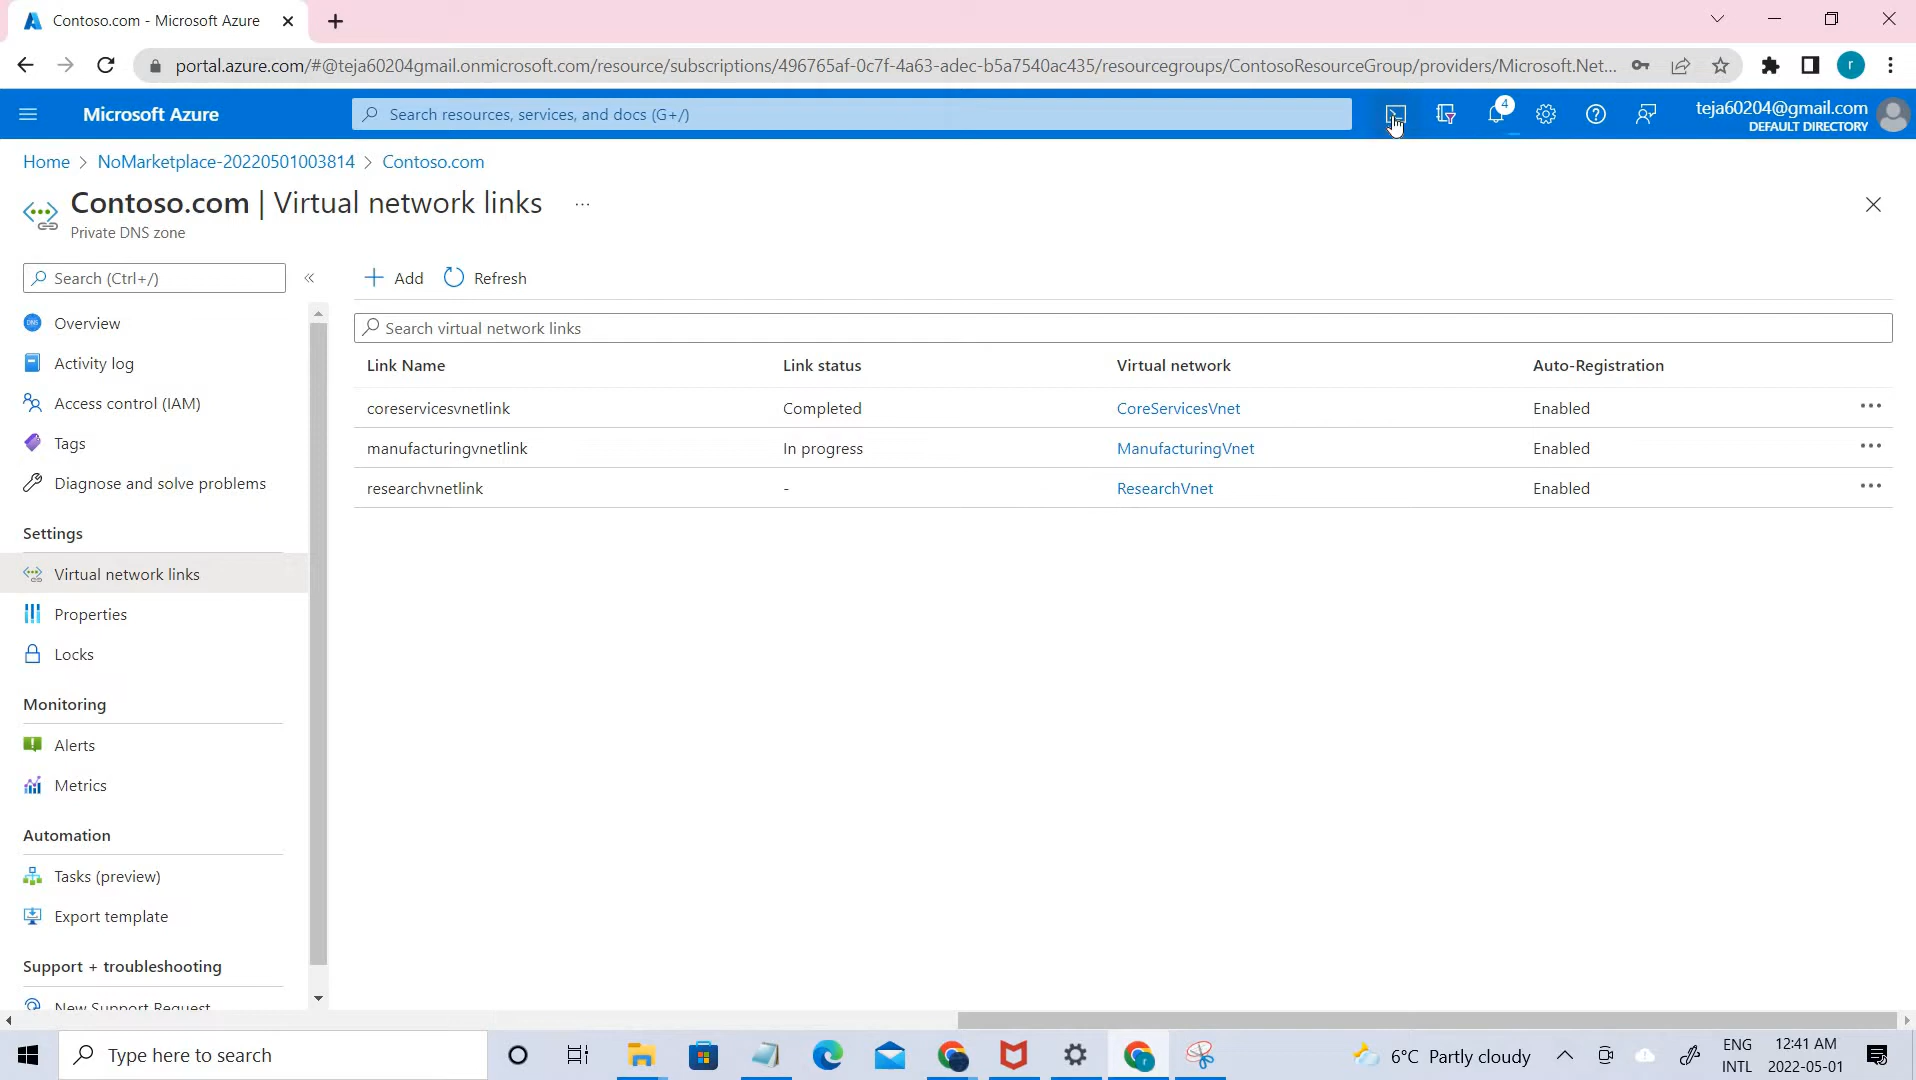 Contoso.com - Microsoft Azure
portal.azure.com/#@teja60204gmail.onmicrosoft.com/resource/subscriptions/496765af-0c7f-4a63-adec-b5a7540ac435/resourcegroups/ContosoResourceGroup/providers/Microsoft.Net...
r
Microsoft Azure
Search resources, services, and docs (G+/)
4
teja60204@gmail.com
DEFAULT DIRECTORY
Home > NoMarketplace-20220501003814 > Contoso.com
Contoso.com | Virtual network links ...
Private DNS zone
Search (Ctrl+/)
«
Add
Refresh
Overview
Activity log
Access control (IAM)
Tags
Diagnose and solve problems
Settings
Virtual network links
Properties
Locks
Monitoring
Alerts
Metrics
Automation
Tasks (preview)
Export template
Support + troubleshooting
New Support Request
Search virtual network links
Link Name Link status Virtual network Auto-Registration
coreservicesvnetlink Completed CoreServicesVnet Enabled
manufacturingvnetlink In progress ManufacturingVnet Enabled
researchvnetlink - ResearchVnet Enabled
Type here to search
6°C Partly cloudy
ENG
INTL
12:41 AM
2022-05-01